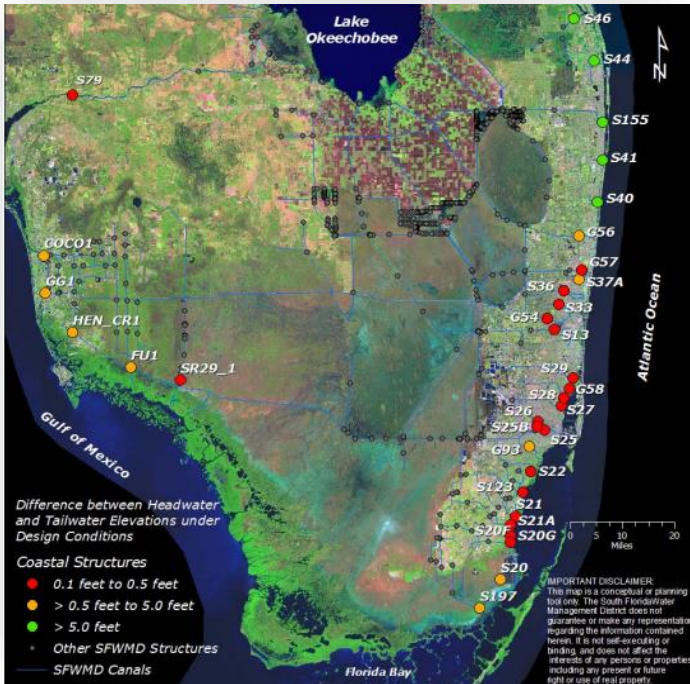 Lake
Okeechobee
S46
S44
S79
S155
S41
S40
G56
COCO1
G57
S37A
S36
GG1
S33
G54
HEN_CR1
S13
FU1
SR29_1
S29
G58
S28
S27
S26
S25B
S25
G93
S22
S123
S21
S21A
S20F
S20G
S20
S197
Atlantic Ocean
Gulf of Mexico
Florida Bay
N
Difference between Headwater
and Tailwater Elevations under
Design Conditions
Coastal Structures
0.1 feet to 0.5 feet
> 0.5 feet to 5.0 feet
> 5.0 feet
Other SFWMD Structures
SFWMD Canals
0 5 10 20
Miles
IMPORTANT DISCLAIMER:
This map is a conceptual or planning
tool only. The South FloridaWater
Management District does not
guarantee or make any representation
regarding the information contained
herein. It is not self-executing or
binding, and does not affect the
interests of any persons or properties,
including any present or future
right or use of real property.